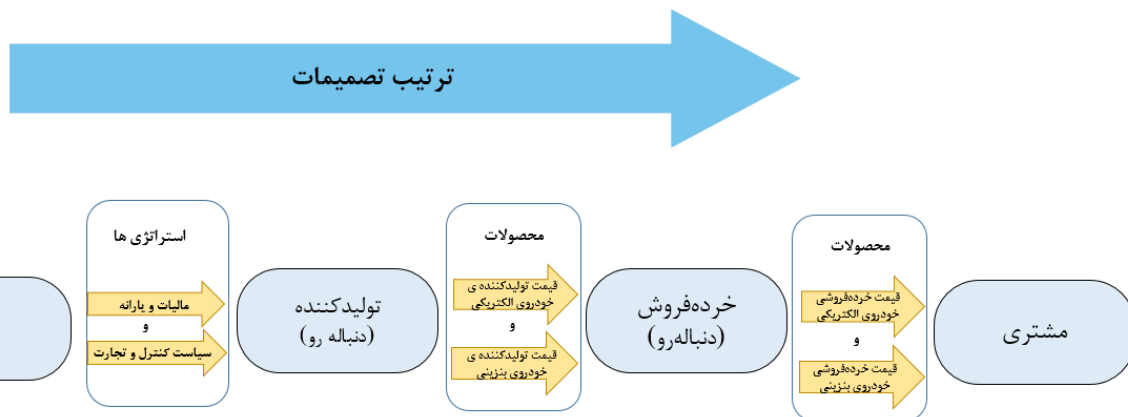 ترتیب تصمیمات
استراتژی ها
مالیات و یارانه
و
سیاست کنترل و تجارت
تولیدکننده
(دنباله رو)
محصولات
قیمت تولیدکننده ی
خودروی الکتریکی
و
قیمت تولیدکننده ی
خودروی بنزینی
خرده‌فروش
(دنباله‌رو)
محصولات
قیمت خرده‌فروشی
خودروی الکتریکی
و
قیمت خرده‌فروشی
خودروی بنزینی
مشتری